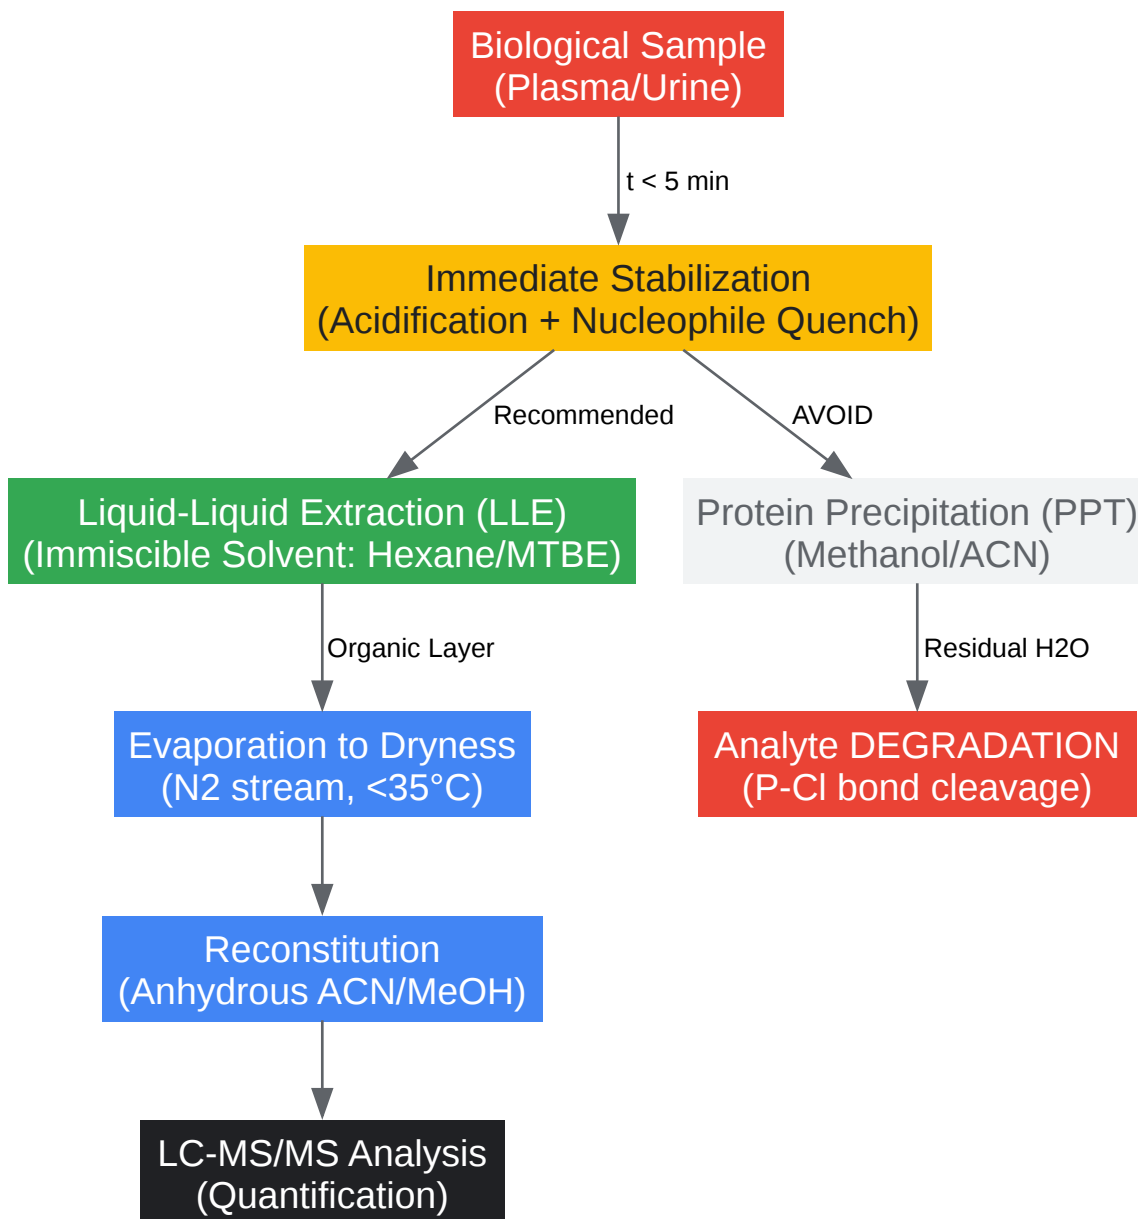 Biological Sample
(Plasma/Urine)
t < 5 min
Immediate Stabilization
(Acidification + Nucleophile Quench)
Recommended
AVOID
Liquid-Liquid Extraction (LLE)
(Immiscible Solvent: Hexane/MTBE)
Protein Precipitation (PPT)
(Methanol/ACN)
Organic Layer
Residual H2O
Evaporation to Dryness
(N2 stream, <35°C)
Analyte DEGRADATION
(P-Cl bond cleavage)
Reconstitution
(Anhydrous ACN/MeOH)
LC-MS/MS Analysis
(Quantification)